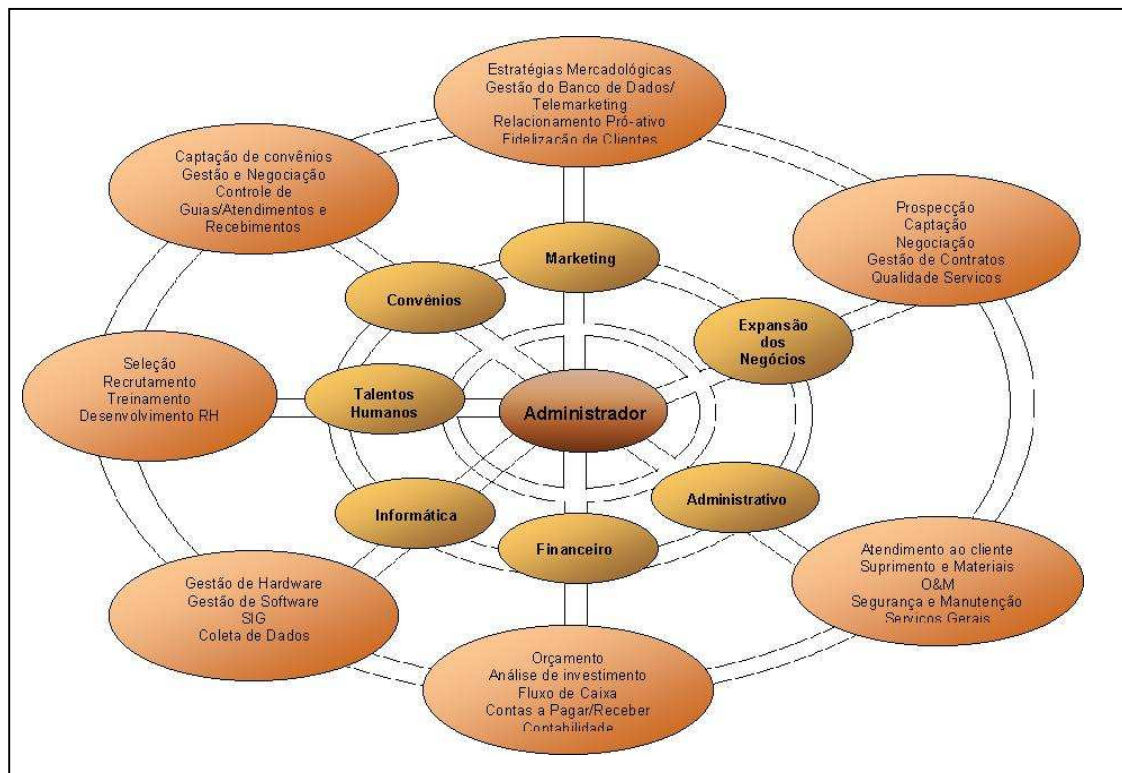 Estratégias Mercadológicas
Gestão do Banco de Dados/
Telemarketing
Relacionamento Pró-ativo
Fidelização de Clientes
Captação de convênios
Gestão e Negociação
Controle de
Guias/Atendimentos e
Recebimentos
Prospecção
Captação
Negociação
Gestão de Contratos
Qualidade Servicos
Marketing
Convênios
Expansão
dos
Negócios
Seleção
Recrutamento
Treinamento
Desenvolvimento RH
Talentos
Humanos
Administrador
Informática
Financeiro
Administrativo
Gestão de Hardware
Gestão de Software
SIG
Coleta de Dados
Orçamento
Análise de investimento
Fluxo de Caixa
Contas a Pagar/Receber
Contabilidade
Atendimento ao cliente
Suprimento e Materiais
O&M
Segurança e Manutenção
Serviços Gerais